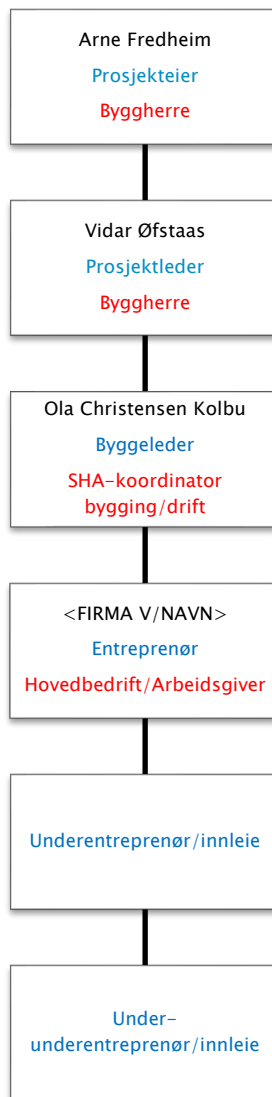 Arne Fredheim
Prosjekteier
Byggherre
Vidar Øfstaas
Prosjektleder
Byggherre
Ola Christensen Kolbu
Byggeleder
SHA-koordinator
bygging/drift
<FIRMA V/NAVN>
Entreprenør
Hovedbedrift/Arbeidsgiver
Underentreprenør/innleie
Under-
underentreprenør/innleie